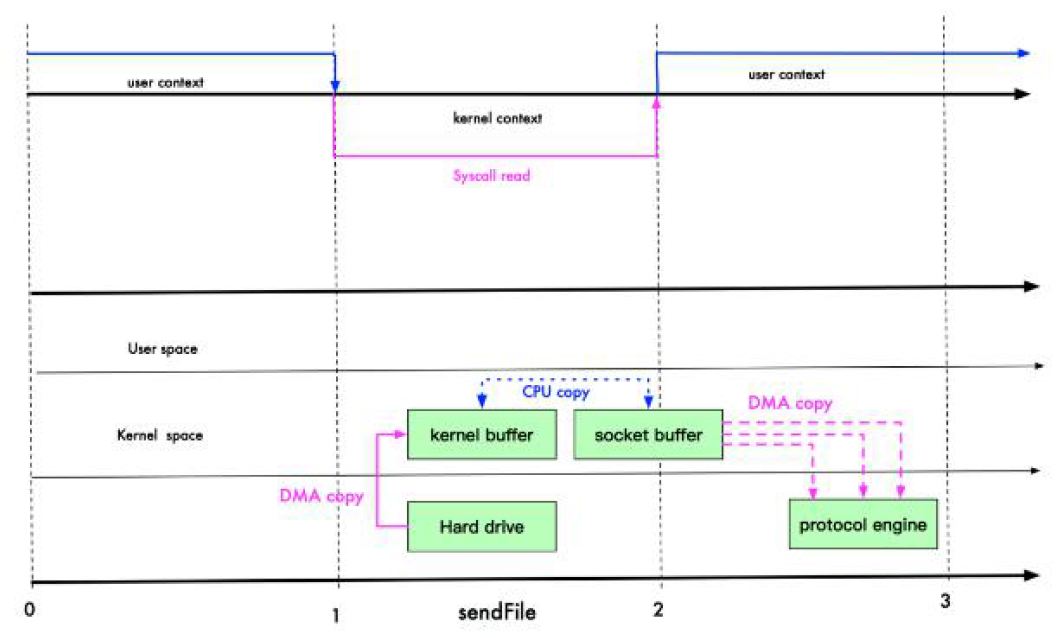 user context
user context
kernel context
Syscall read
User space
CPU copy
DMA copy
kernel buffer
socket buffer
Kernel space
DMA copy
Hard drive
protocol engine
0
1
sendFile
2
3